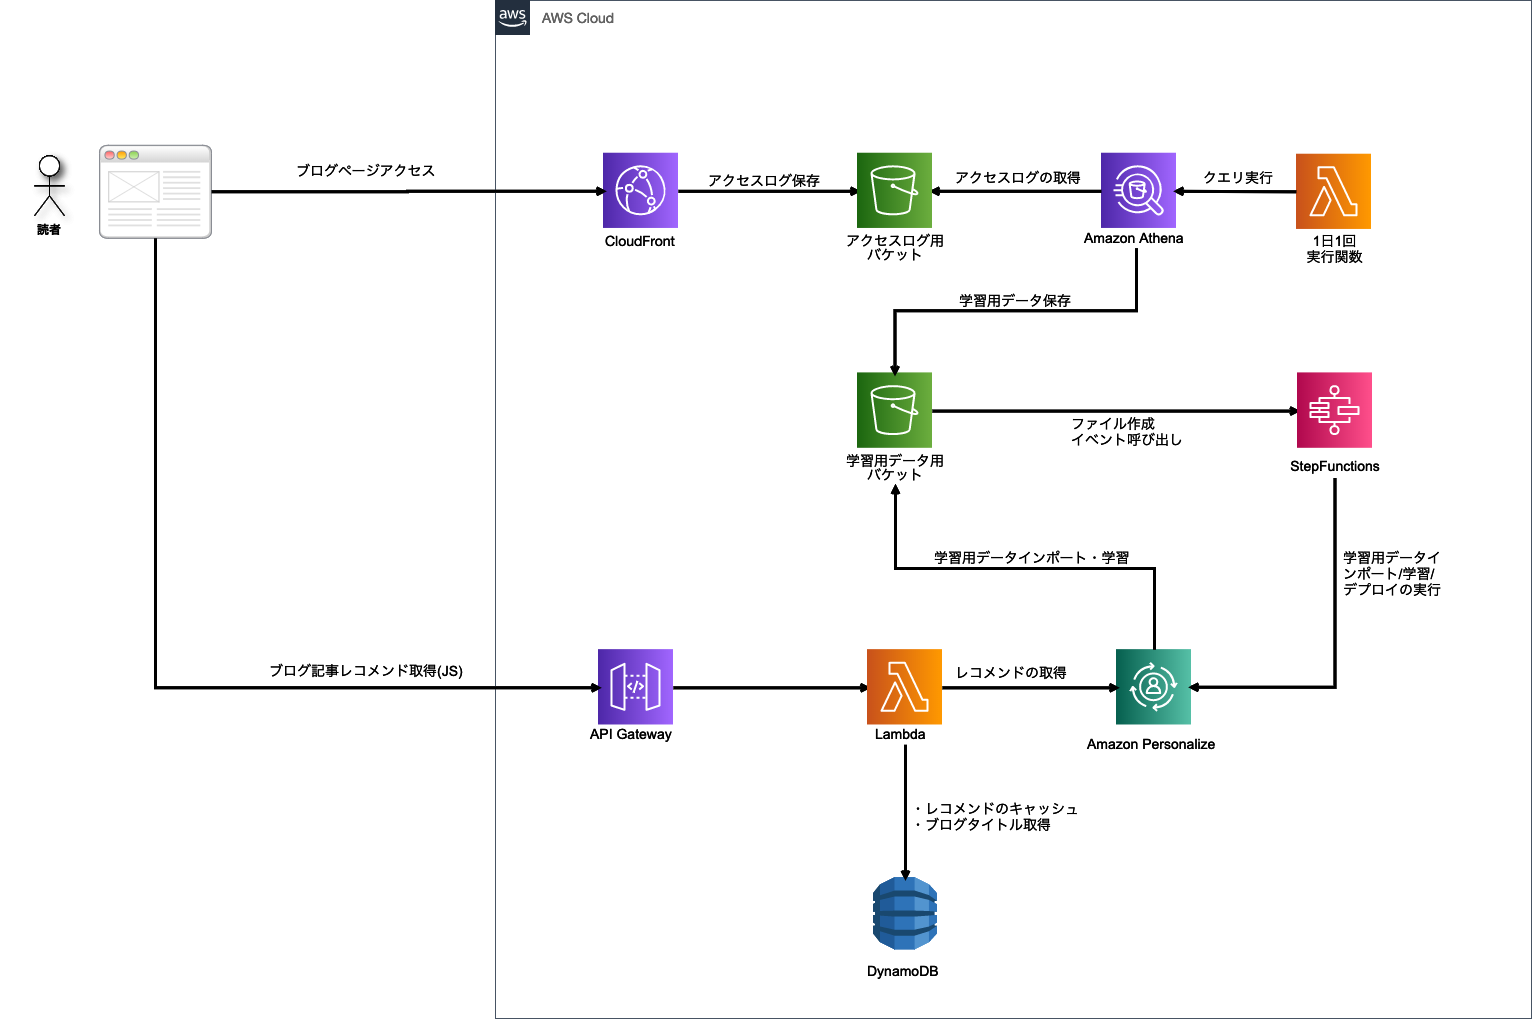 aws
AWS Cloud
読者
ブログページアクセス
CloudFront
アクセスログ保存
アクセスログ用
バケット
アクセスログの取得
Amazon Athena
クエリ実行
1日1回
実行関数
学習用データ保存
学習用データ用
バケット
ファイル作成
イベント呼び出し
StepFunctions
学習用データインポート・学習
学習用データイ
ンポート/学習/
デプロイの実行
ブログ記事レコメンド取得(JS)
API Gateway
Lambda
レコメンドの取得
Amazon Personalize
・レコメンドのキャッシュ
・ブログタイトル取得
DynamoDB